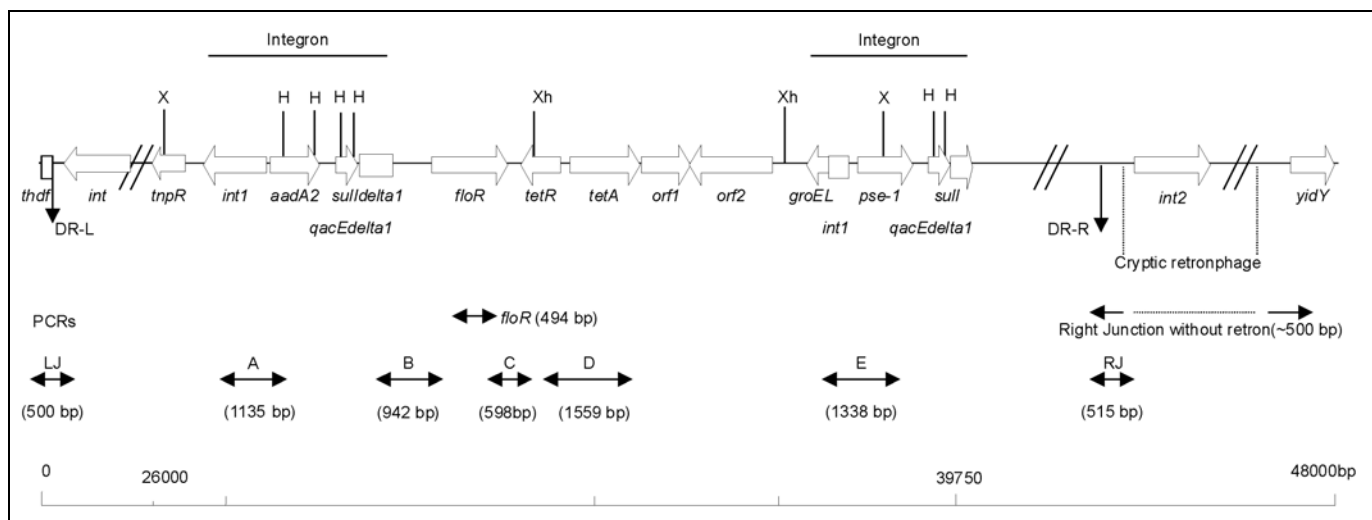 Integron Integron
X H H H H Xh Xh X H H
thdf int tnpR int1 aadA2 sulIdelta1 floR tetR tetA orf1 orf2 groEL pse-1 sulI int2 yidY
DR-L qacEdelta1 int1 qacEdelta1 DR-R
Cryptic retronphage
PCRs floR (494 bp) Right Junction without retron(~500 bp)
LJ A B C D E RJ
(500 bp) (1135 bp) (942 bp) (598bp) (1559 bp) (1338 bp) (515 bp)
0 26000 39750 48000bp